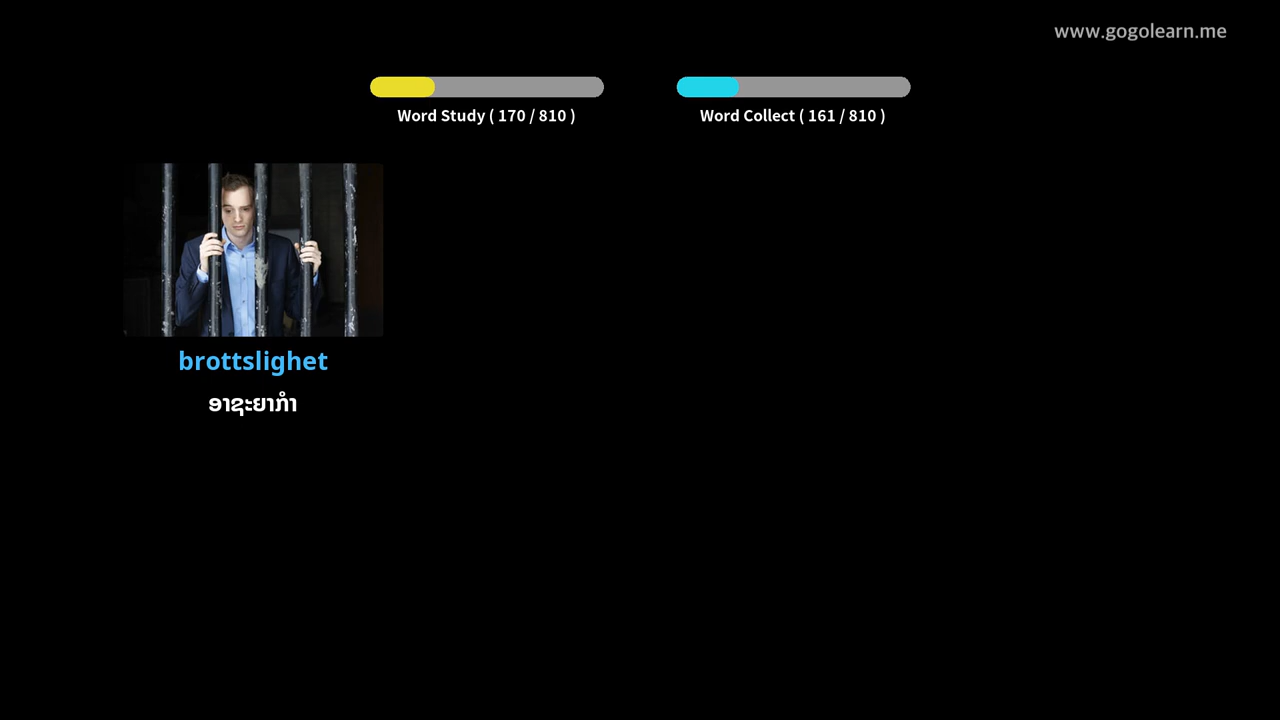 www.gogolearn.me
Word Study ( 170 / 810 )
Word Collect ( 161 / 810 )
brottslighet
ອາຊະຍາກຳ